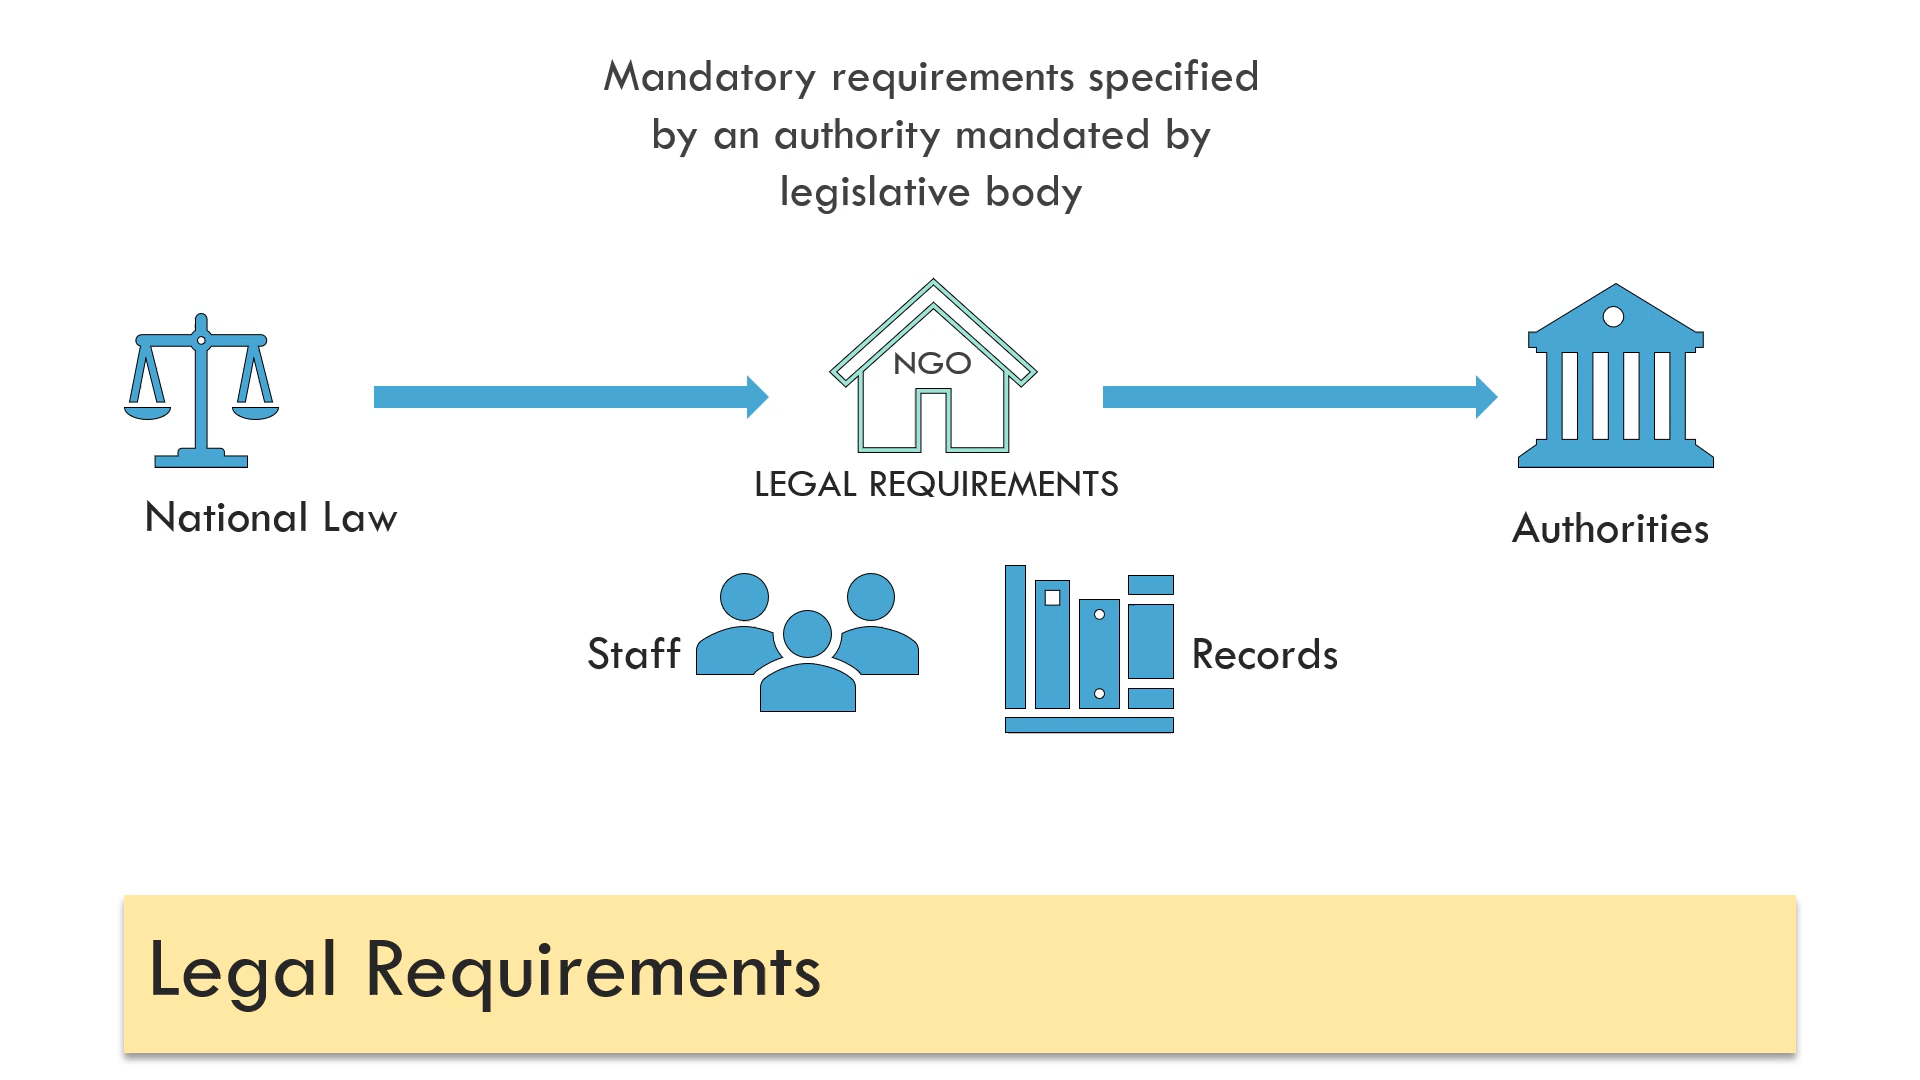 Mandatory requirements specified
by an authority mandated by
legislative body
NGO
LEGAL REQUIREMENTS
National Law
Authorities
Staff
Records
Legal Requirements